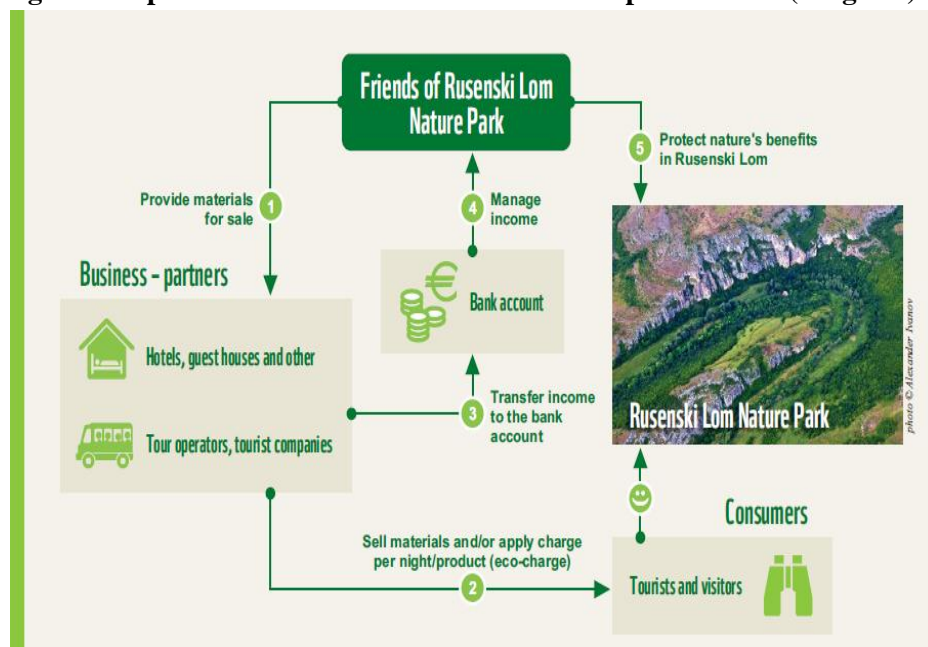 Friends of Rusenski Lom
Nature Park
Provide materials
for sale
1
4
Manage
income
5
Protect nature's benefits
in Rusenski Lom
Business – partners
Hotels, guest houses and other
Tour operators, tourist companies
€
Bank account
3
Transfer income
to the bank
account
Rusenski Lom Nature Park
photo © Alexander Ivanov
Sell materials and/or apply charge
per night/product (eco-charge)
2
Consumers
Tourists and visitors